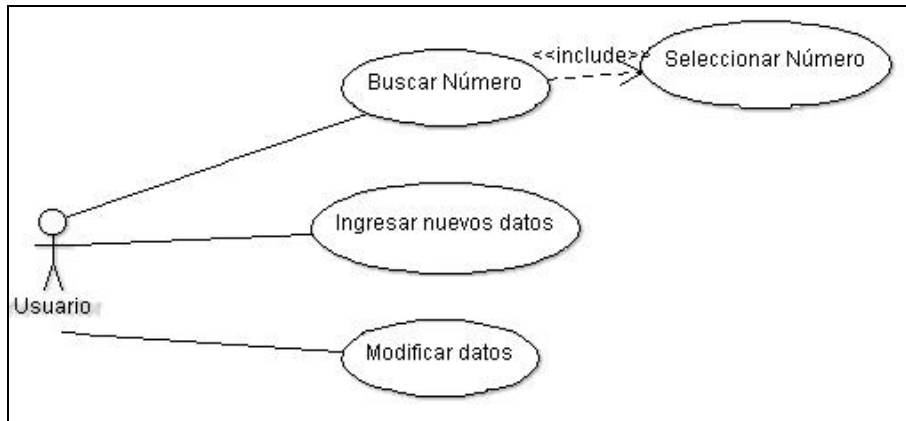 <<include>>
Seleccionar Número
Buscar Número
Ingresar nuevos datos
Usuario
Modificar datos